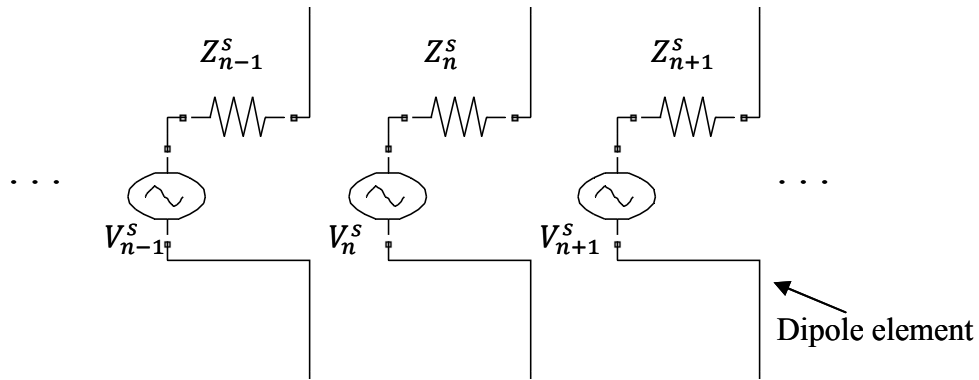 Z^s_{n-1} Z^s_n Z^s_{n+1}
. . . . . .
V^s_{n-1} V^s_n V^s_{n+1}
Dipole element